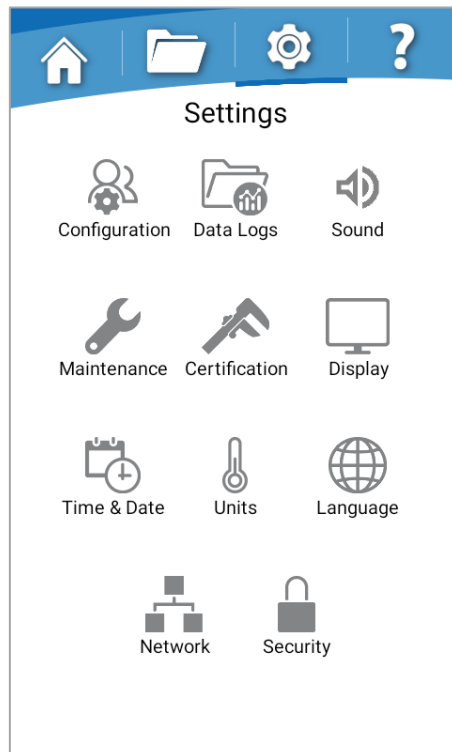 Settings
Configuration
Data Logs
Sound
Maintenance
Certification
Display
Time & Date
Units
Language
Network
Security